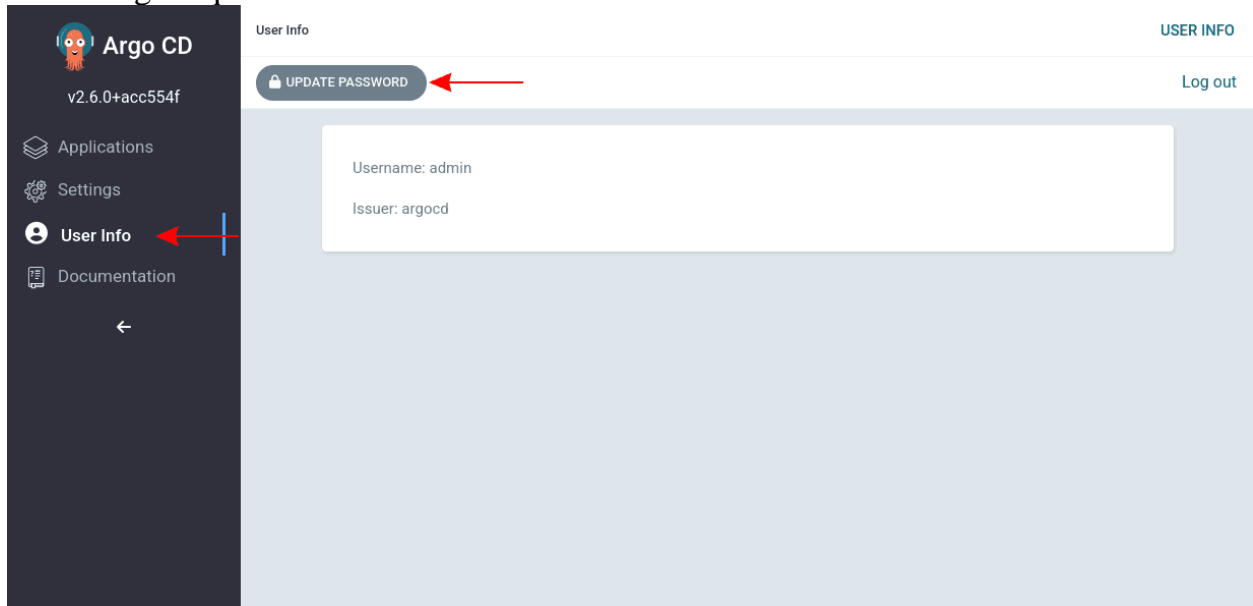 Argo CD
v2.6.0+acc554f
Applications
Settings
User Info
Documentation
User Info
USER INFO
UPDATE PASSWORD
Log out
Username: admin
Issuer: argocd